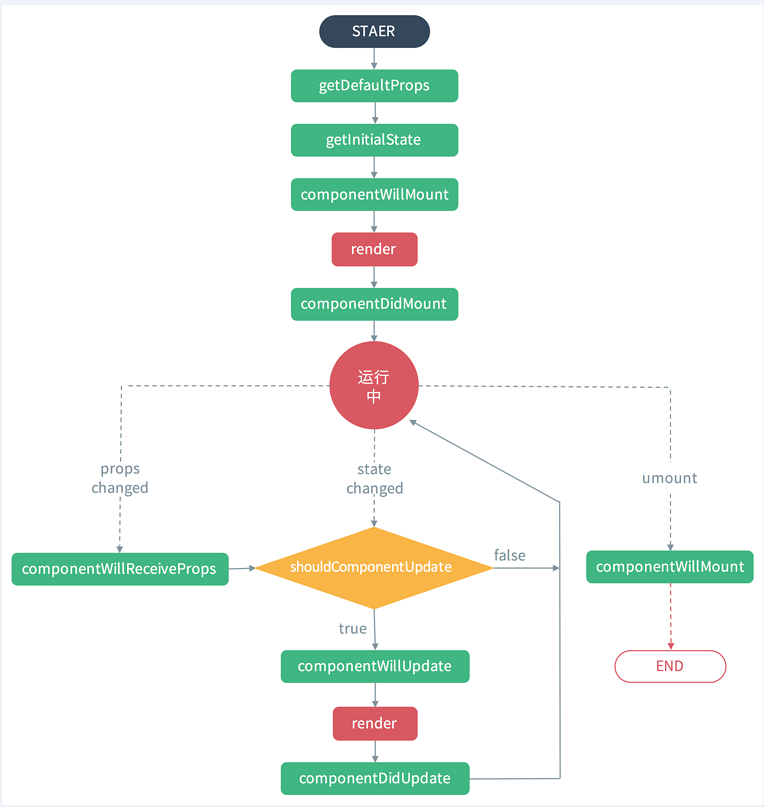 STAER
getDefaultProps
getInitialState
componentWillMount
render
componentDidMount
运行
中
props
changed
state
changed
umount
componentWillReceiveProps
shouldComponentUpdate
false
componentWillMount
true
componentWillUpdate
END
render
componentDidUpdate